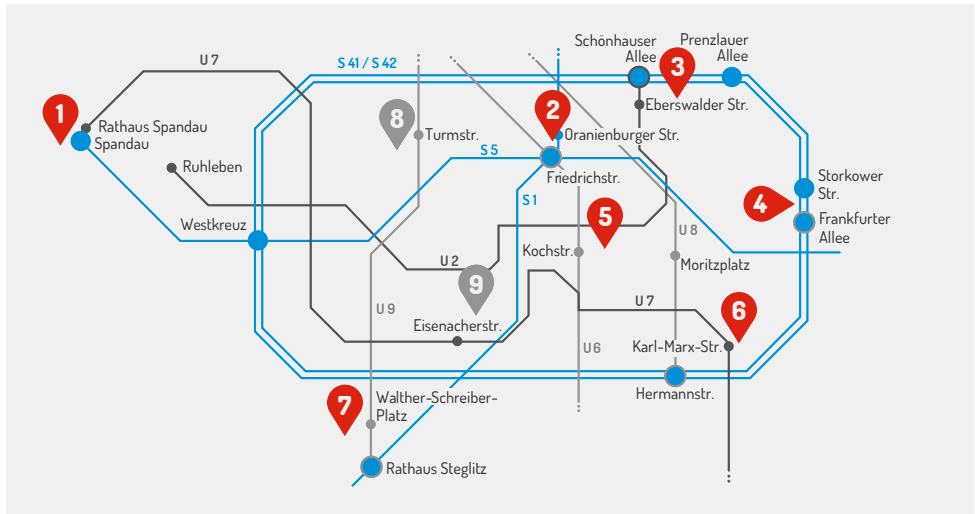 U 7
S 41 / S 42
Schönhauser
Allee
Prenzlauer
Allee
3
1
Rathaus Spandau
Spandau
8
Turmstr.
2
Oranienburger Str.
Eberswalder Str.
Ruhleben
S 5
Friedrichstr.
S 1
Storkower
Str.
4
Frankfurter
Allee
Westkreuz
5
U 8
Kochstr.
Moritzplatz
U 2
9
U 9
U 7
6
Eisenacherstr.
U 6
Karl-Marx-Str.
Hermannstr.
7
Walther-Schreiber-
Platz
Rathaus Steglitz